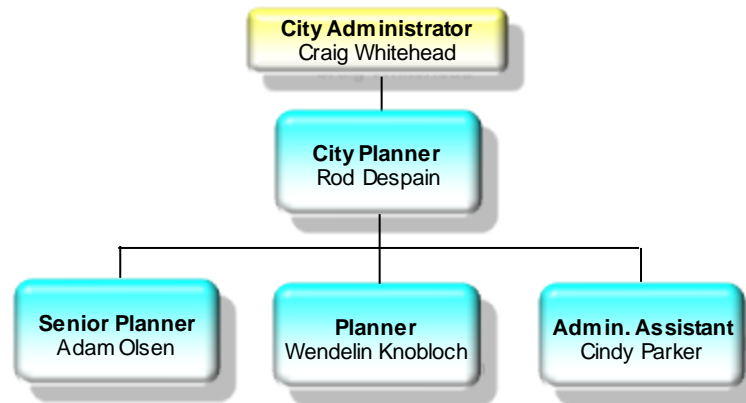 City Administrator
Craig Whitehead
City Planner
Rod Despain
Senior Planner
Adam Olsen
Planner
Wendelin Knobloch
Admin. Assistant
Cindy Parker